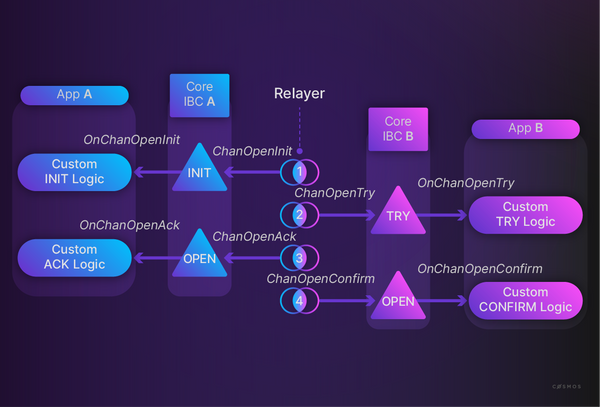 App A
Core
IBC A
Relayer
Core
IBC B
App B
OnChanOpenInit
ChanOpenInit
Custom
INIT Logic
INIT
1
ChanOpenTry
OnChanOpenTry
2
TRY
Custom
TRY Logic
OnChanOpenAck
ChanOpenAck
Custom
ACK Logic
OPEN
3
ChanOpenConfirm
OnChanOpenConfirm
4
OPEN
Custom
CONFIRM Logic
COSMOS